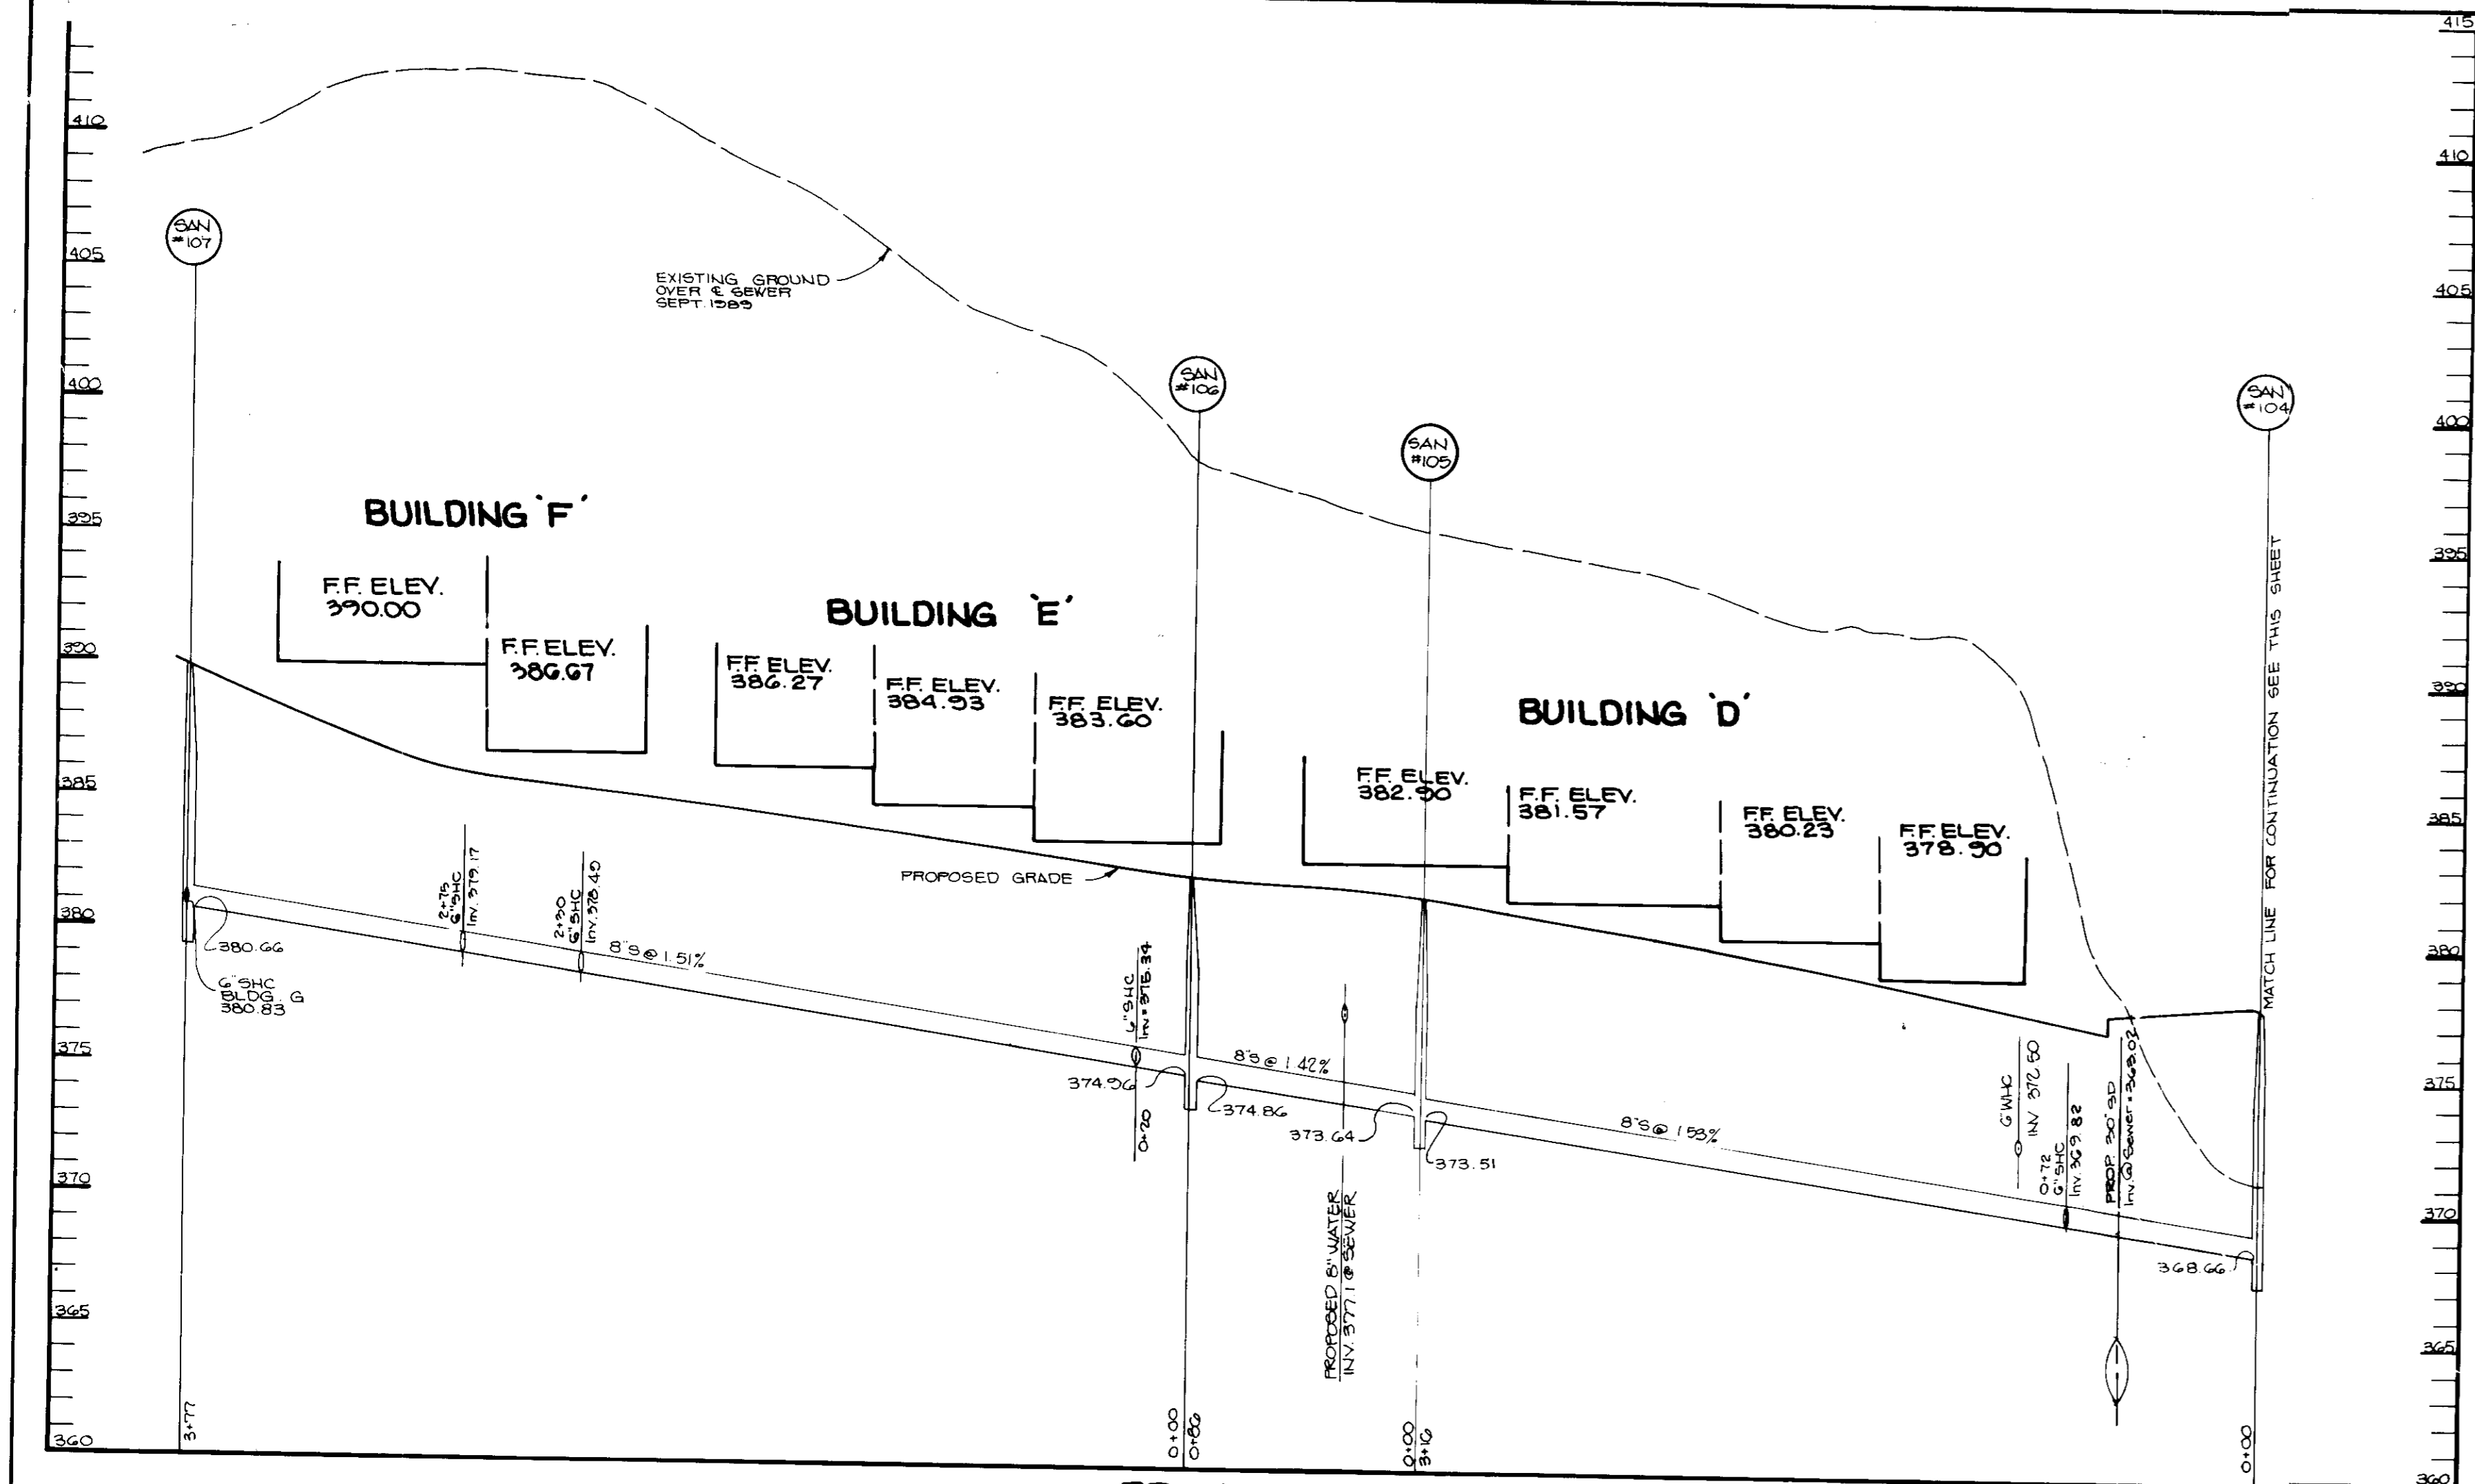 415
410
410
405
405
400
400
395
395
390
390
385
385
380
380
375
375
370
370
365
365
360
360
SAN
#107
SAN
#106
SAN
#105
SAN
#104
EXISTING GROUND
OVER ℄ SEWER
SEPT. 1989
BUILDING 'F'
F.F. ELEV.
390.00
F.F. ELEV.
386.67
BUILDING 'E'
F.F. ELEV.
386.27
F.F. ELEV.
384.93
F.F. ELEV.
383.60
BUILDING 'D'
F.F. ELEV.
382.90
F.F. ELEV.
381.57
F.F. ELEV.
380.23
F.F. ELEV.
378.90
PROPOSED GRADE
MATCH LINE FOR CONTINUATION SEE THIS SHEET
380.66
6" SHC
BLDG. G
380.83
2+75
6" SHC
Inv. 379.17
2+30
6" SHC
Inv. 378.49
8"S @ 1.51%
6" SHC
Inv = 375.34
0+20
374.96
374.86
8"S @ 1.42%
PROPOSED 8" WATER
INV. 377.1 @ SEWER
373.64
373.51
8"S @ 1.53%
6" WHC
INV 372.50
0+72
6" SHC
Inv. 369.82
PROP. 30" SD
Inv. @ Sewer = 363.02
368.66
3+77
0+00
0+86
0+00
3+16
0+00